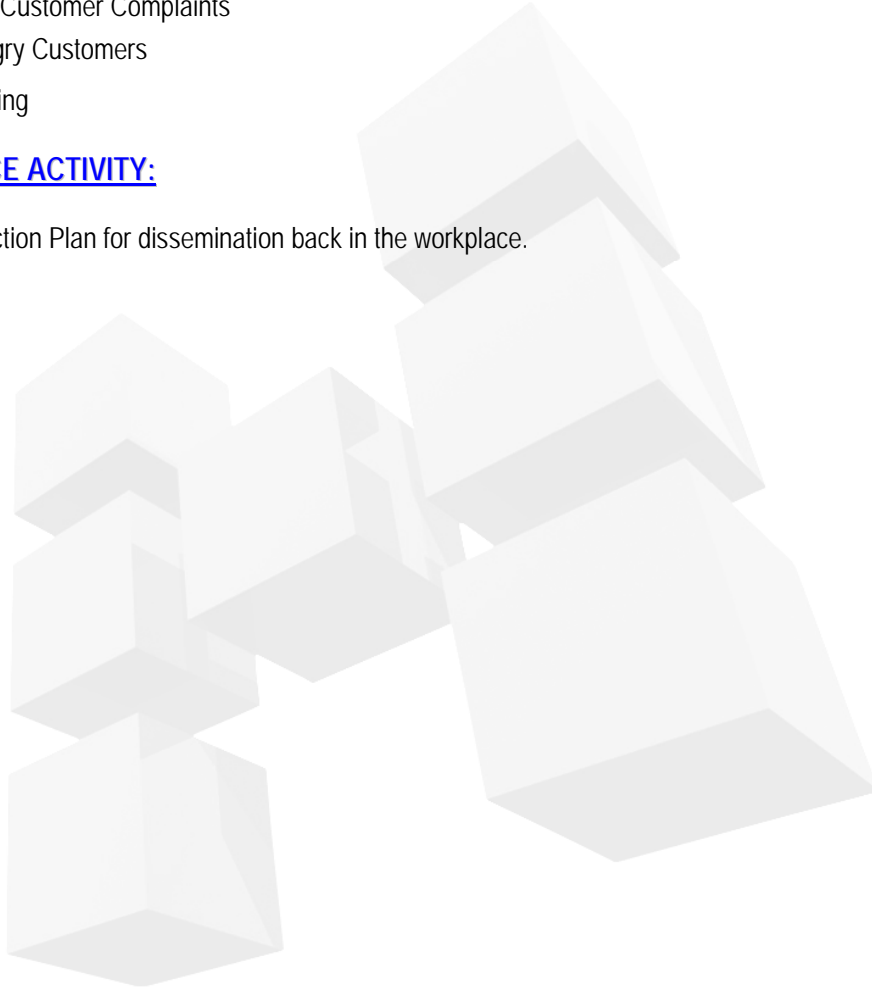 Customer Complaints
gry Customers
ing
CE ACTIVITY:
ction Plan for dissemination back in the workplace.